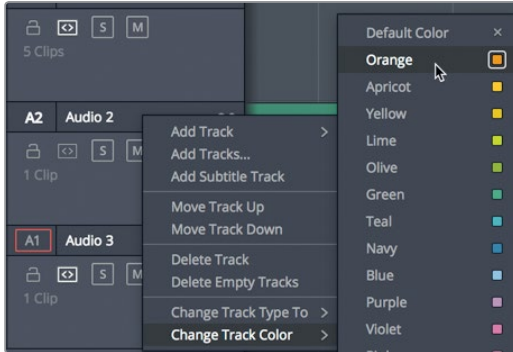 S M
5 Clips
A2 Audio 2
S M
1 Clip
A1 Audio 3
S M
1 Clip
Add Track >
Add Tracks...
Add Subtitle Track
Move Track Up
Move Track Down
Delete Track
Delete Empty Tracks
Change Track Type To >
Change Track Color >
Default Color ×
Orange
Apricot
Yellow
Lime
Olive
Green
Teal
Navy
Blue
Purple
Violet